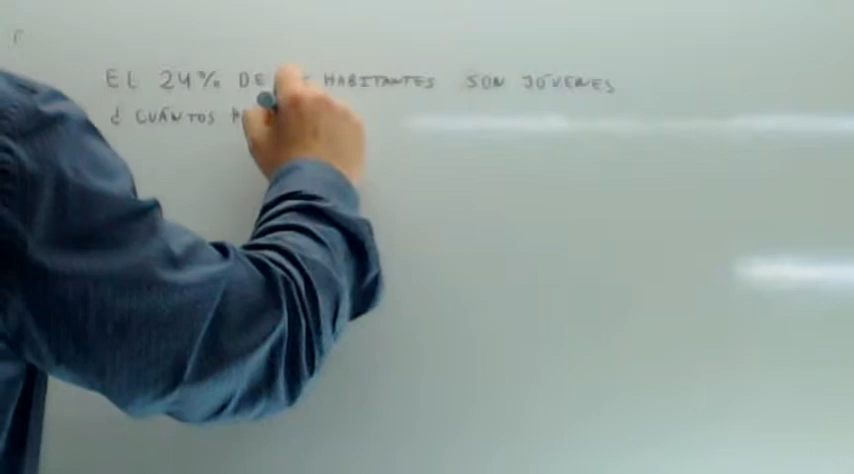 EL 24% DE HABITANTES SON JÓVENES
¿ CUÁNTOS